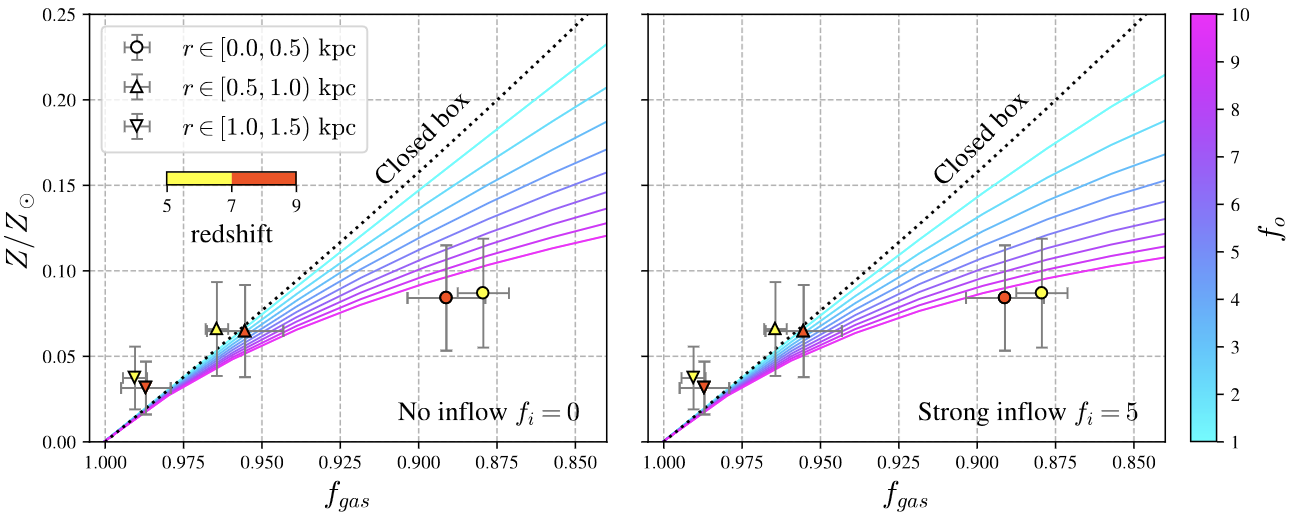 0.25
0.20
0.15
0.10
0.05
0.00
Z/Z⊙
r ∈ [0.0, 0.5) kpc
r ∈ [0.5, 1.0) kpc
r ∈ [1.0, 1.5) kpc
5 7 9
redshift
Closed box
No inflow f_i = 0
1.000 0.975 0.950 0.925 0.900 0.875 0.850
f_gas
Closed box
Strong inflow f_i = 5
1.000 0.975 0.950 0.925 0.900 0.875 0.850
f_gas
10
9
8
7
6
5
4
3
2
1
f_o